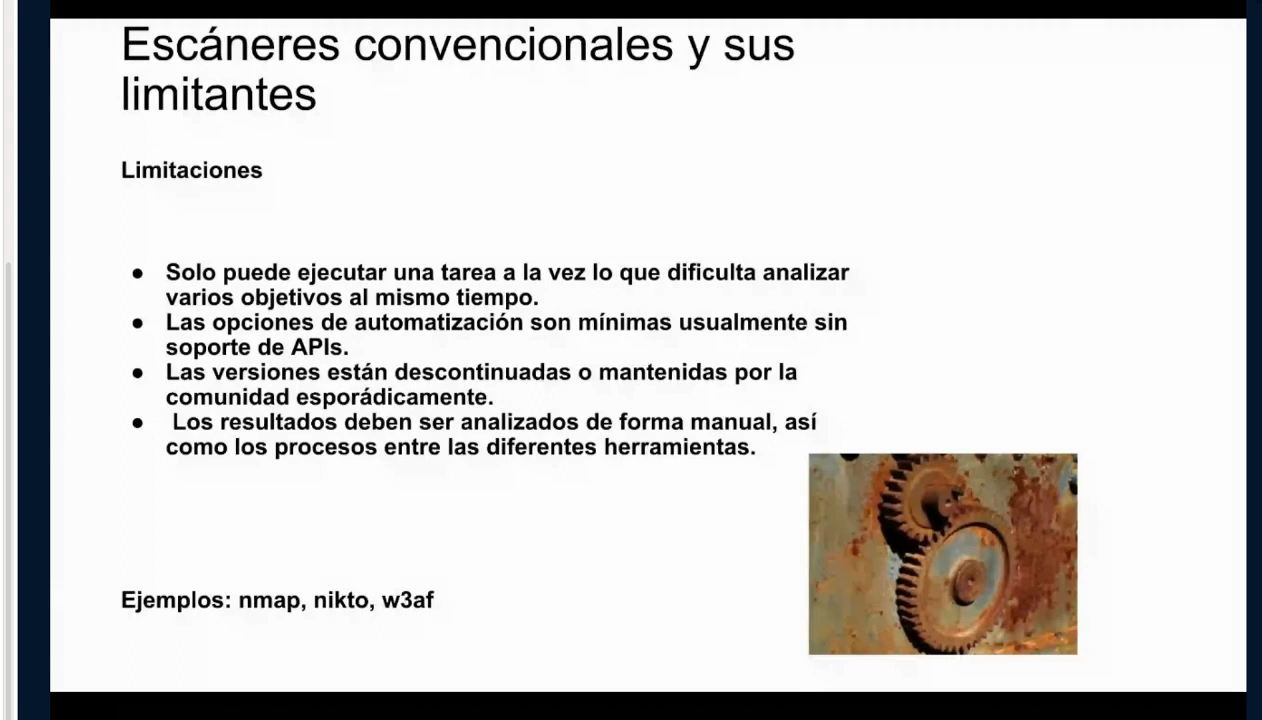 Escáneres convencionales y sus
limitantes
Limitaciones
● Solo puede ejecutar una tarea a la vez lo que dificulta analizar
varios objetivos al mismo tiempo.
● Las opciones de automatización son mínimas usualmente sin
soporte de APIs.
● Las versiones están descontinuadas o mantenidas por la
comunidad esporádicamente.
● Los resultados deben ser analizados de forma manual, así
como los procesos entre las diferentes herramientas.
Ejemplos: nmap, nikto, w3af